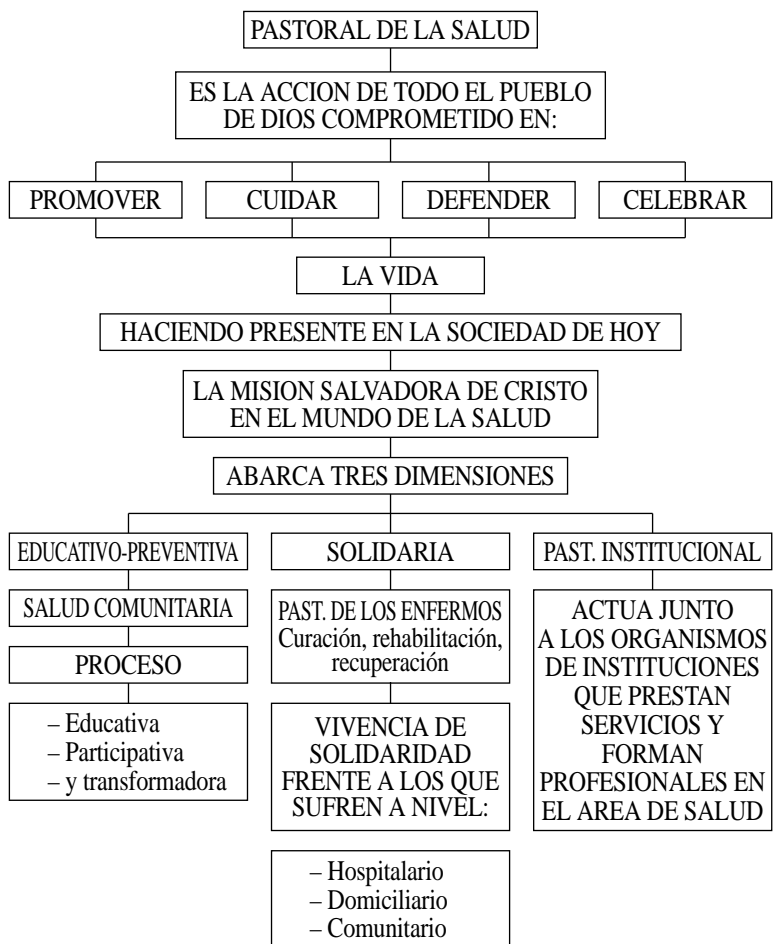 PASTORAL DE LA SALUD
ES LA ACCION DE TODO EL PUEBLO
DE DIOS COMPROMETIDO EN:
PROMOVER
CUIDAR
DEFENDER
CELEBRAR
LA VIDA
HACIENDO PRESENTE EN LA SOCIEDAD DE HOY
LA MISION SALVADORA DE CRISTO
EN EL MUNDO DE LA SALUD
ABARCA TRES DIMENSIONES
EDUCATIVO-PREVENTIVA
SALUD COMUNITARIA
PROCESO
– Educativa
– Participativa
– y transformadora
SOLIDARIA
PAST. DE LOS ENFERMOS
Curación, rehabilitación,
recuperación
VIVENCIA DE
SOLIDARIDAD
FRENTE A LOS QUE
SUFREN A NIVEL:
– Hospitalario
– Domiciliario
– Comunitario
PAST. INSTITUCIONAL
ACTUA JUNTO
A LOS ORGANISMOS
DE INSTITUCIONES
QUE PRESTAN
SERVICIOS Y
FORMAN
PROFESIONALES EN
EL AREA DE SALUD